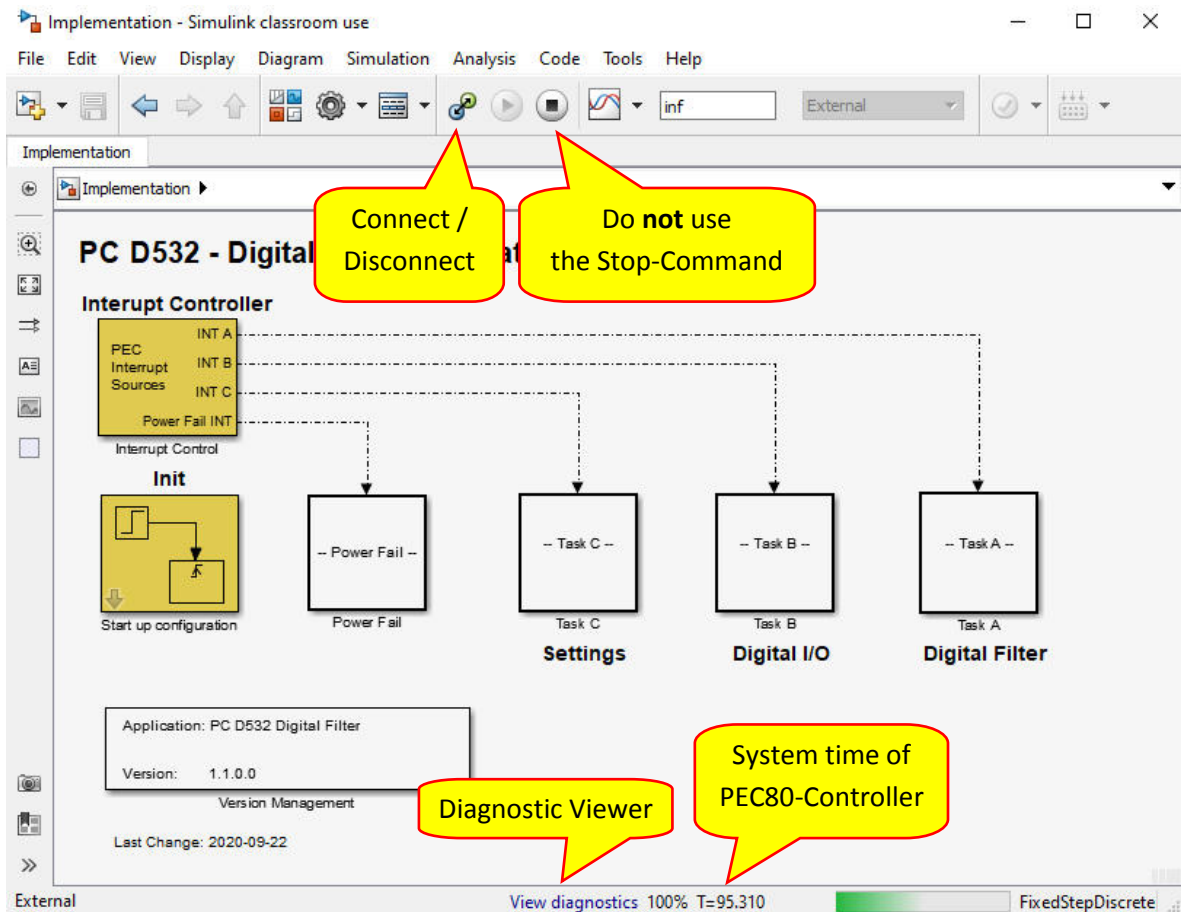 Implementation - Simulink classroom use
File Edit View Display Diagram Simulation Analysis Code Tools Help
inf
External
Implementation
Implementation
Connect /
Disconnect
Do not use
the Stop-Command
PC D532 - Digital
Interupt Controller
PEC
Interrupt
Sources
INT A
INT B
INT C
Power Fail INT
Interrupt Control
Init
Start up configuration
-- Power Fail --
Power Fail
-- Task C --
Task C
Settings
-- Task B --
Task B
Digital I/O
-- Task A --
Task A
Digital Filter
Application: PC D532 Digital Filter
Version: 1.1.0.0
Version Management
Last Change: 2020-09-22
Diagnostic Viewer
System time of
PEC80-Controller
External View diagnostics 100% T=95.310 FixedStepDiscrete